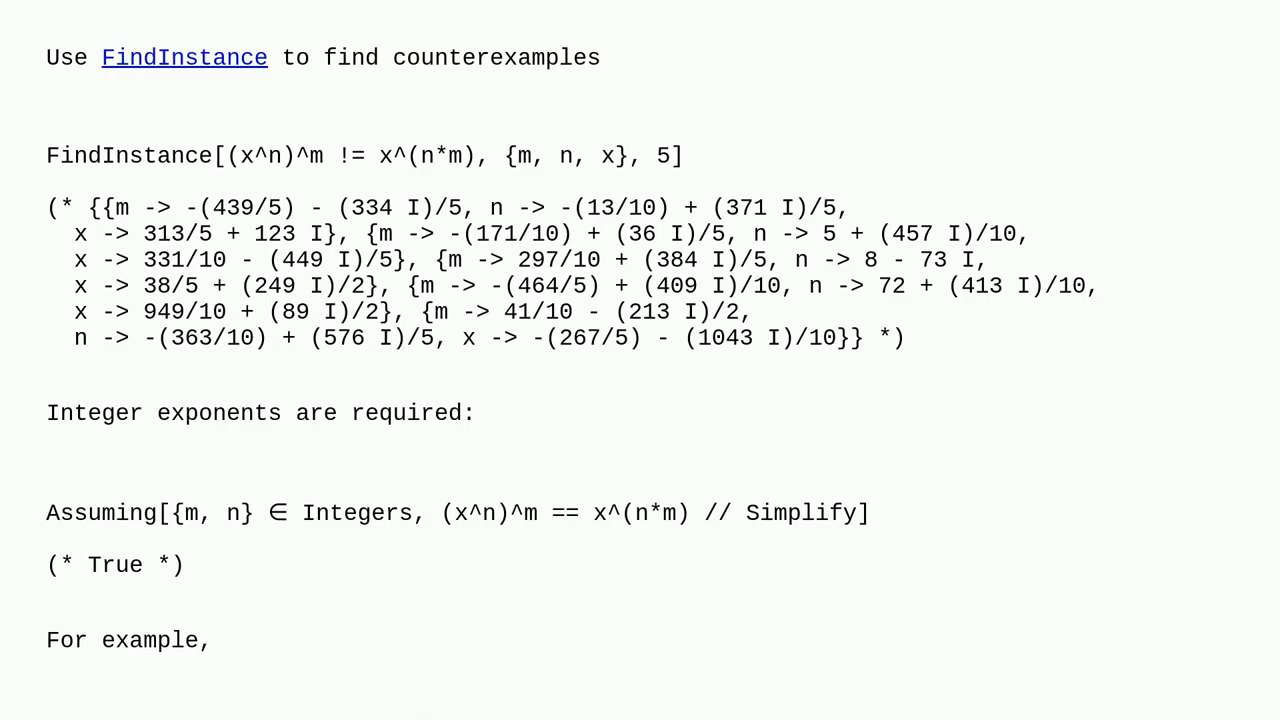 Use FindInstance to find counterexamples
FindInstance[(x^n)^m != x^(n*m), {m, n, x}, 5]
(* {{m -> -(439/5) - (334 I)/5, n -> -(13/10) + (371 I)/5,
x -> 313/5 + 123 I}, {m -> -(171/10) + (36 I)/5, n -> 5 + (457 I)/10,
x -> 331/10 - (449 I)/5}, {m -> 297/10 + (384 I)/5, n -> 8 - 73 I,
x -> 38/5 + (249 I)/2}, {m -> -(464/5) + (409 I)/10, n -> 72 + (413 I)/10,
x -> 949/10 + (89 I)/2}, {m -> 41/10 - (213 I)/2,
n -> -(363/10) + (576 I)/5, x -> -(267/5) - (1043 I)/10}} *)
Integer exponents are required:
Assuming[{m, n} ∈ Integers, (x^n)^m == x^(n*m) // Simplify]
(* True *)
For example,